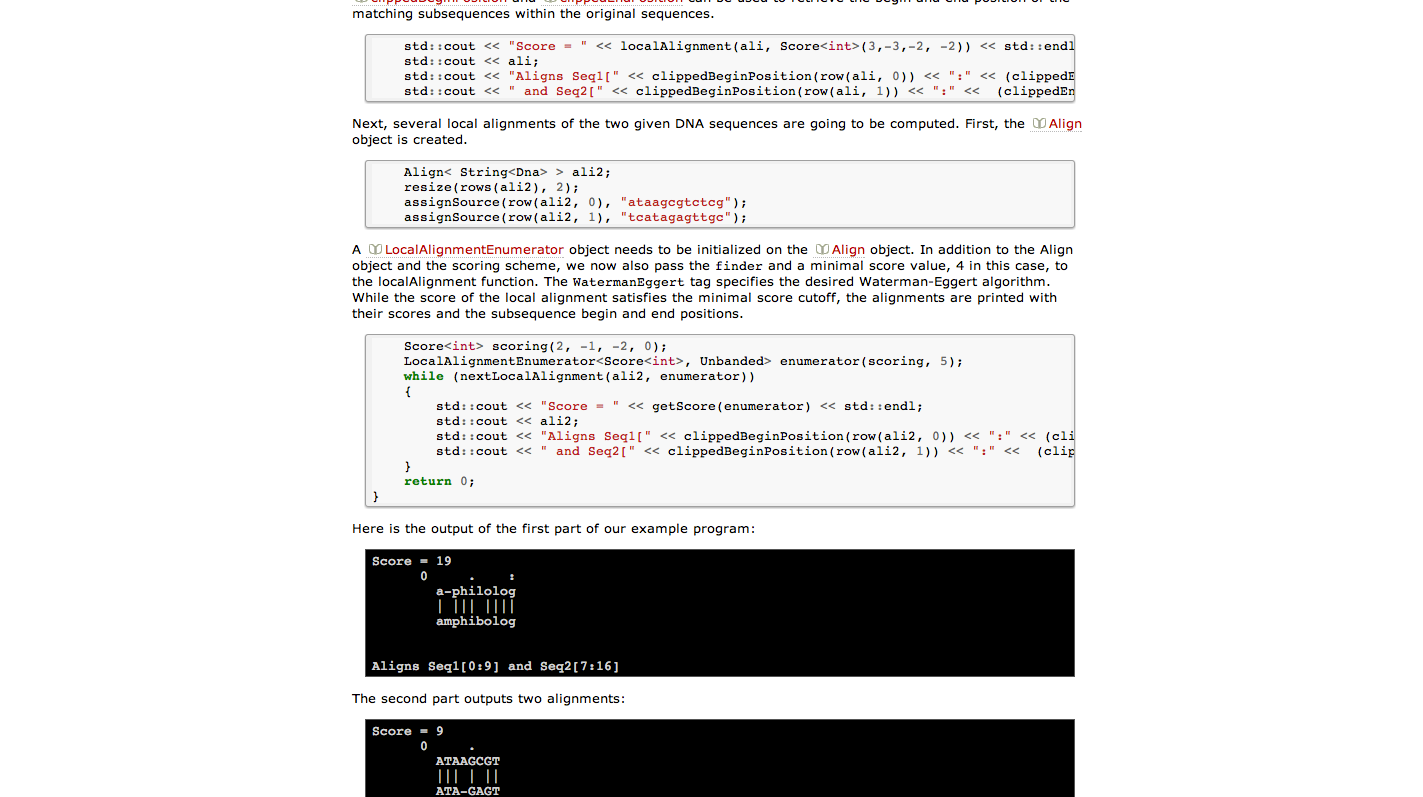 clippedBeginPosition and clippedEndPosition can be used to retrieve the begin and end position of the
matching subsequences within the original sequences.
std::cout << "Score = " << localAlignment(ali, Score<int>(3,-3,-2, -2)) << std::endl
std::cout << ali;
std::cout << "Aligns Seq1[" << clippedBeginPosition(row(ali, 0)) << ":" << (clippedE
std::cout << " and Seq2[" << clippedBeginPosition(row(ali, 1)) << ":" <<  (clippedEn
Next, several local alignments of the two given DNA sequences are going to be computed. First, the Align
object is created.
Align< String<Dna> > ali2;
resize(rows(ali2), 2);
assignSource(row(ali2, 0), "ataagcgtctcg");
assignSource(row(ali2, 1), "tcatagagttgc");
A LocalAlignmentEnumerator object needs to be initialized on the Align object. In addition to the Align
object and the scoring scheme, we now also pass the finder and a minimal score value, 4 in this case, to
the localAlignment function. The WatermanEggert tag specifies the desired Waterman-Eggert algorithm.
While the score of the local alignment satisfies the minimal score cutoff, the alignments are printed with
their scores and the subsequence begin and end positions.
Score<int> scoring(2, -1, -2, 0);
LocalAlignmentEnumerator<Score<int>, Unbanded> enumerator(scoring, 5);
while (nextLocalAlignment(ali2, enumerator))
{
std::cout << "Score = " << getScore(enumerator) << std::endl;
std::cout << ali2;
std::cout << "Aligns Seq1[" << clippedBeginPosition(row(ali2, 0)) << ":" << (cli
std::cout << " and Seq2[" << clippedBeginPosition(row(ali2, 1)) << ":" <<  (clip
}
return 0;
}
Here is the output of the first part of our example program:
Score = 19
0     .    :
a-philolog
| ||| ||||
amphibolog
Aligns Seq1[0:9] and Seq2[7:16]
The second part outputs two alignments:
Score = 9
0     .
ATAAGCGT
||| | ||
ATA-GAGT